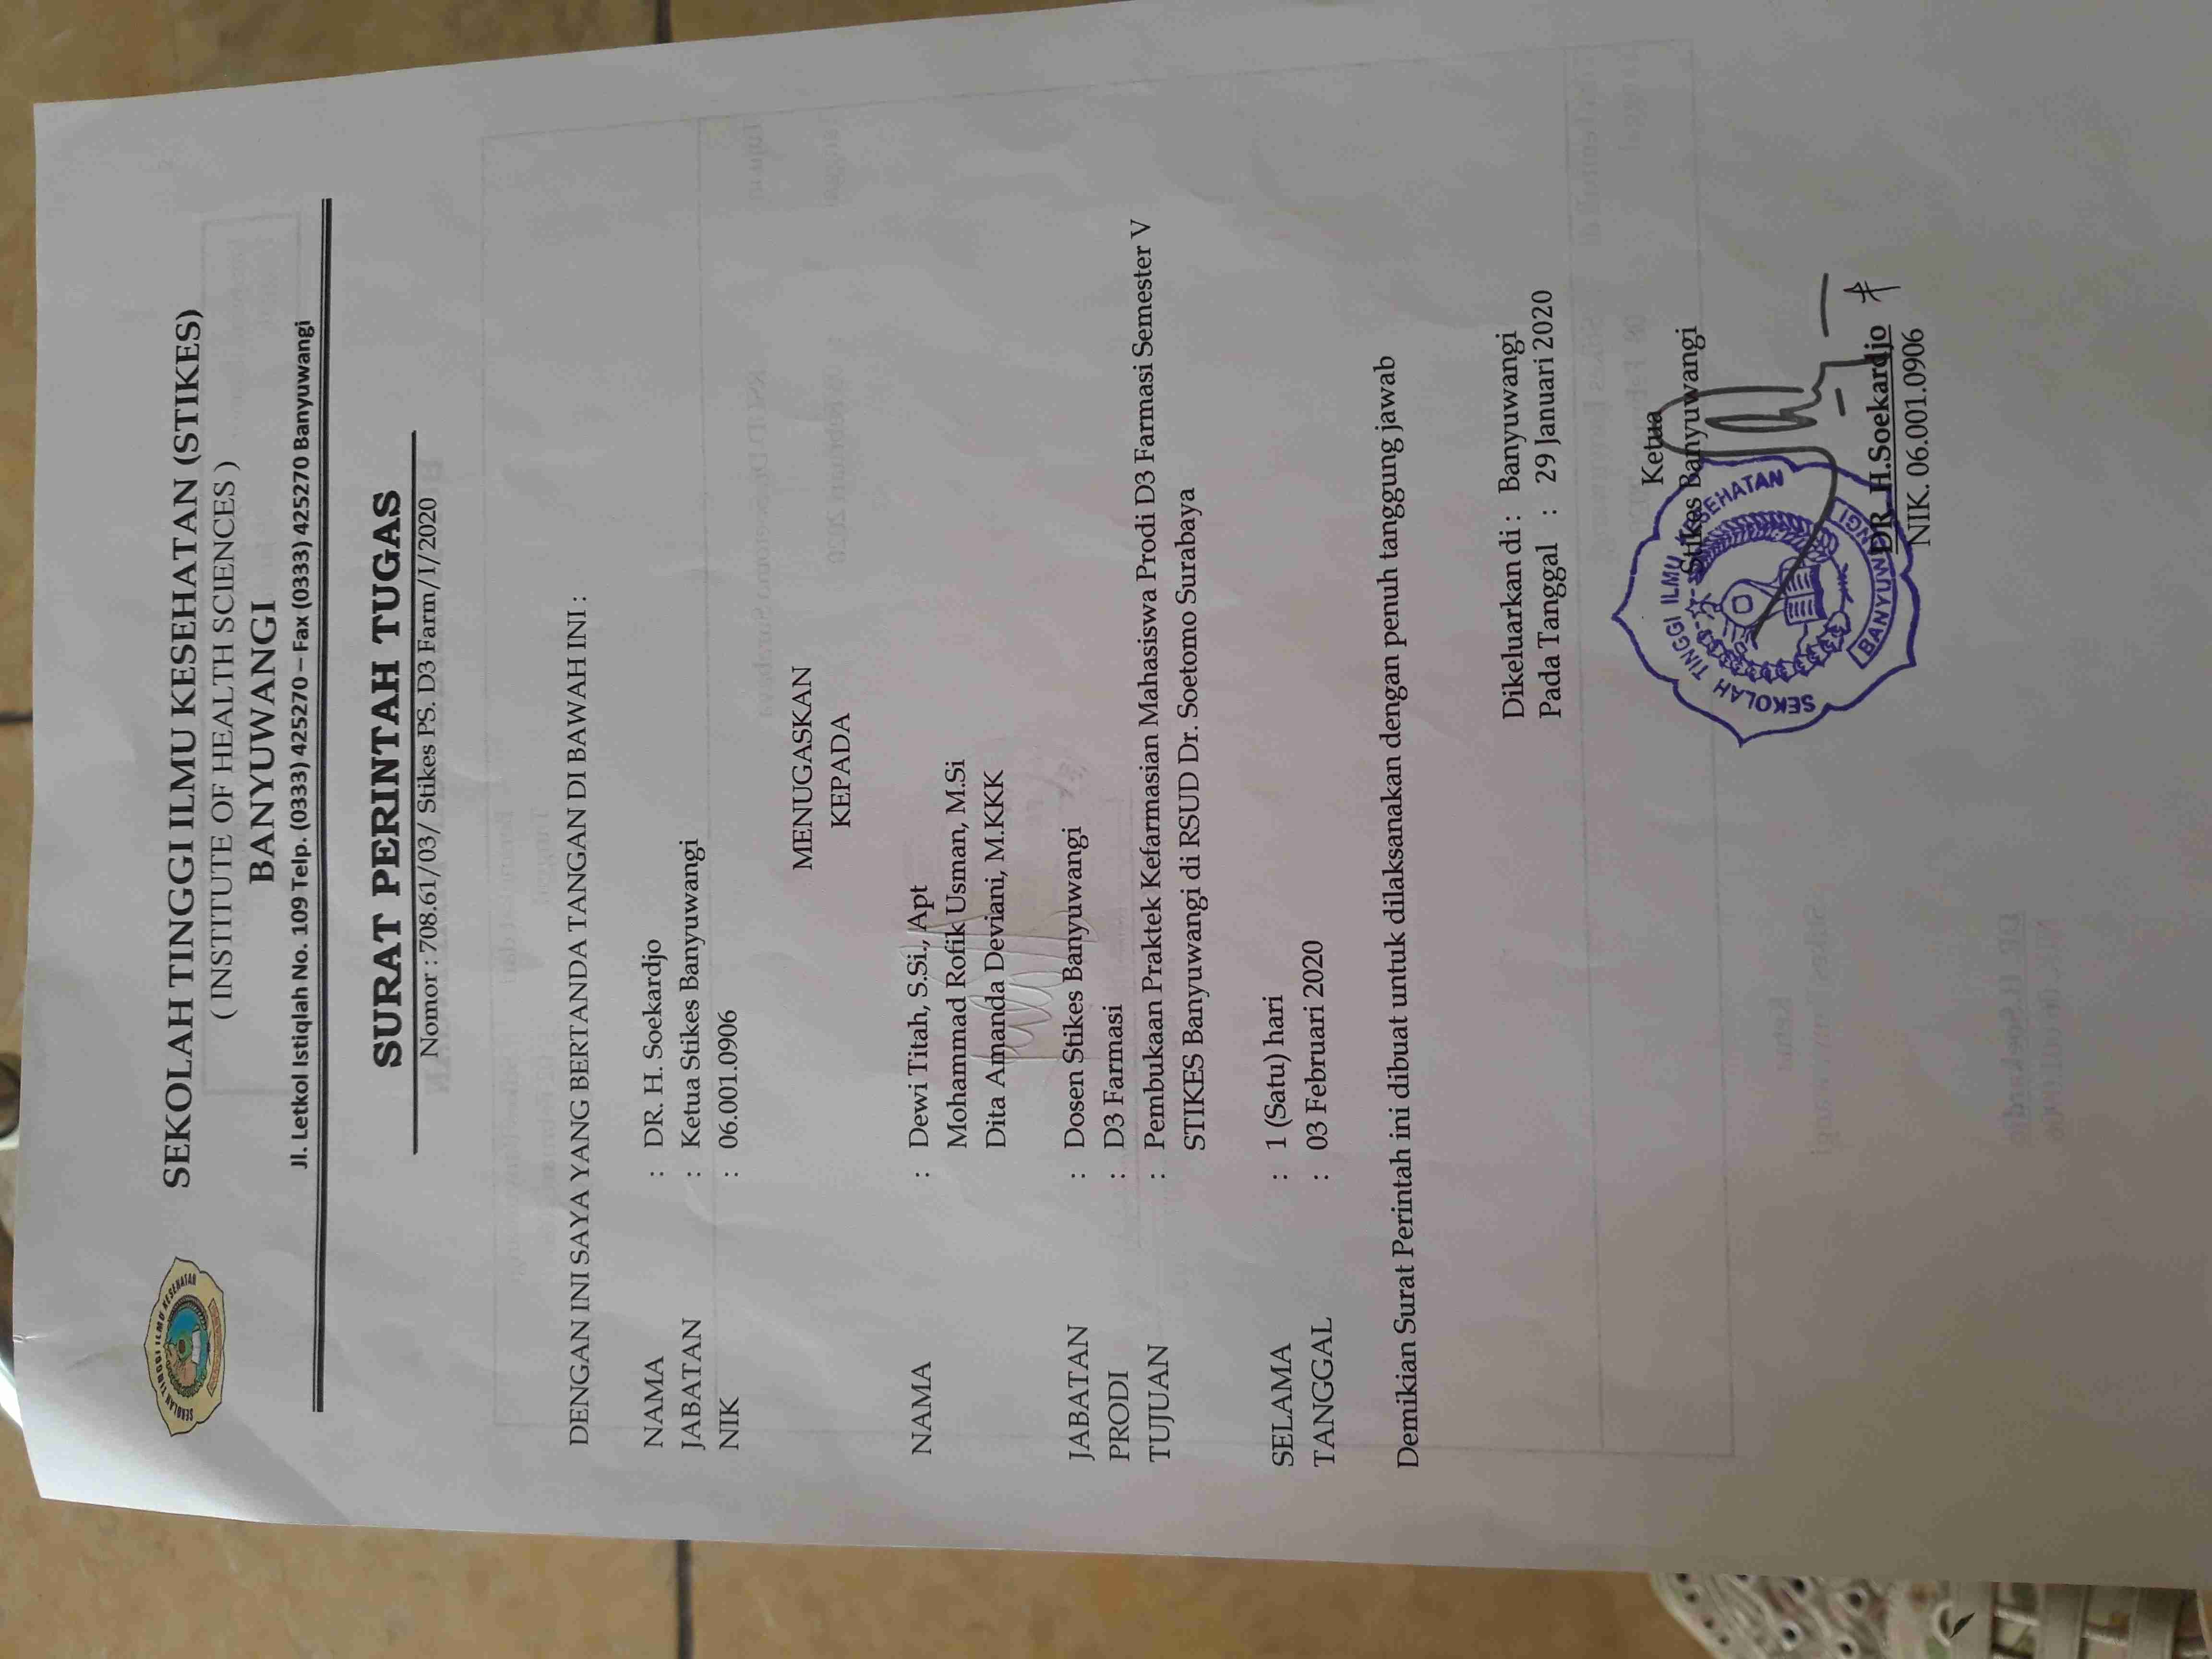 SEKOLAH TINGGI ILMU KESEHATAN
SEKOLAH TINGGI ILMU KESEHATAN (STIKES)
( INSTITUTE OF HEALTH SCIENCES )
BANYUWANGI
Jl. Letkol Istiqlah No. 109 Telp. (0333) 425270 – Fax (0333) 425270 Banyuwangi
SURAT PERINTAH TUGAS
Nomor : 708.61/03/ Stikes PS. D3 Farm/I/2020
DENGAN INI SAYA YANG BERTANDA TANGAN DI BAWAH INI :
NAMA : DR. H. Soekardjo
JABATAN : Ketua Stikes Banyuwangi
NIK : 06.001.0906
MENUGASKAN
KEPADA
NAMA : Dewi Titah, S.Si., Apt
Mohammad Rofik Usman, M.Si
Dita Amanda Deviani, M.KKK
JABATAN : Dosen Stikes Banyuwangi
PRODI : D3 Farmasi
TUJUAN : Pembukaan Praktek Kefarmasian Mahasiswa Prodi D3 Farmasi Semester V
STIKES Banyuwangi di RSUD Dr. Soetomo Surabaya
SELAMA : 1 (Satu) hari
TANGGAL : 03 Februari 2020
Demikian Surat Perintah ini dibuat untuk dilaksanakan dengan penuh tanggung jawab
Dikeluarkan di : Banyuwangi
Pada Tanggal : 29 Januari 2020
Ketua
Stikes Banyuwangi
SEKOLAH TINGGI ILMU KESEHATAN
BANYUWANGI
DR. H.Soekardjo
NIK. 06.001.0906